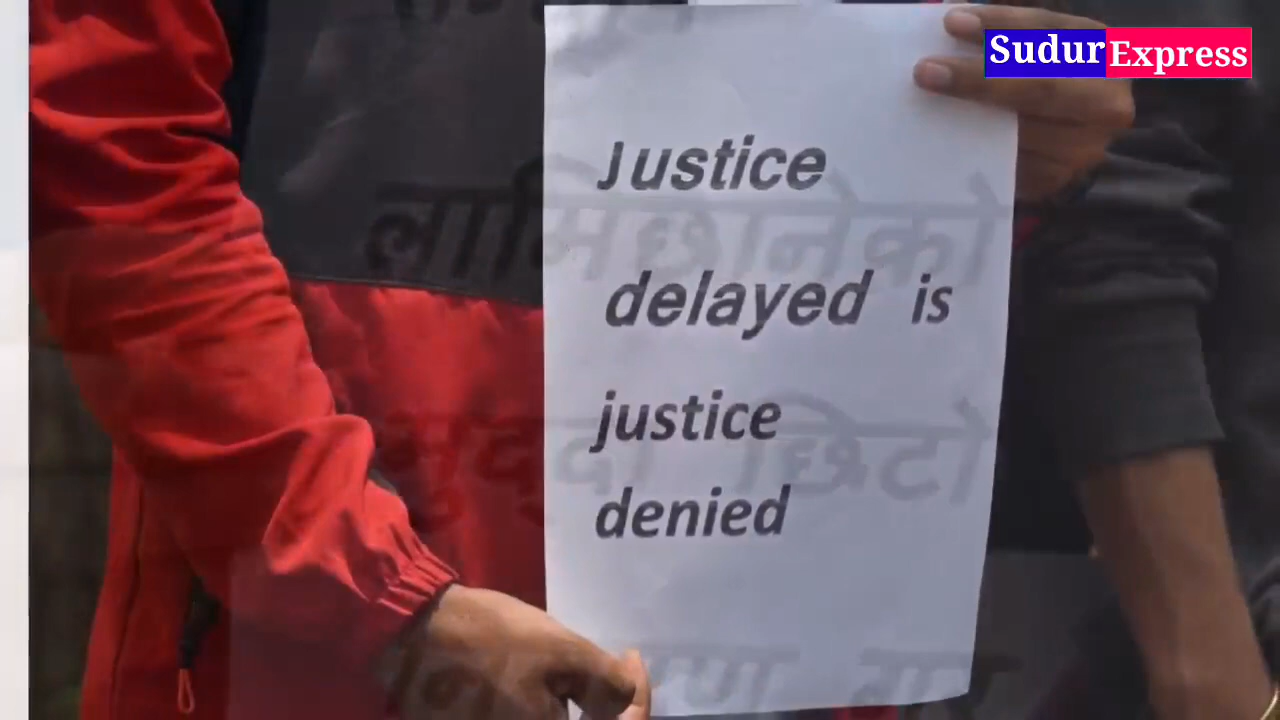 Sudur Express
Justice
लामिछानेको
delayed is
justice
मुद्दा छिटो
denied